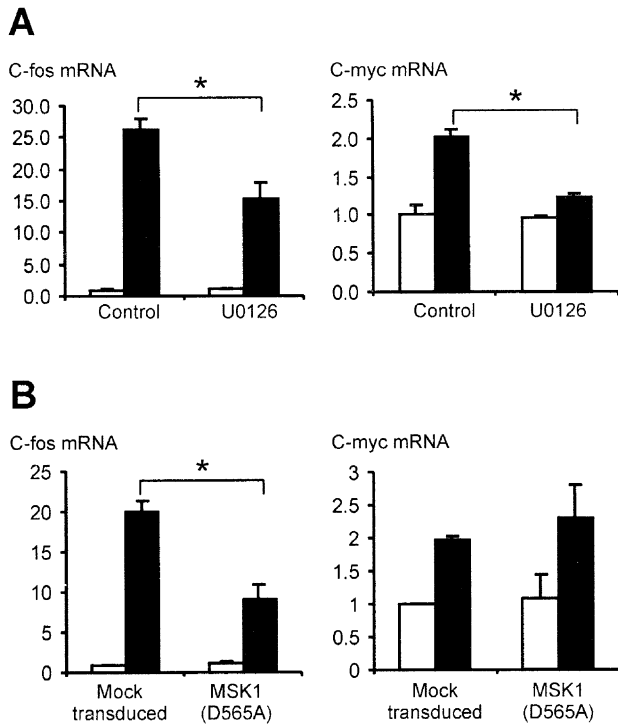 A
C-fos mRNA
30.0
25.0
20.0
15.0
10.0
5.0
0.0
*
Control U0126
C-myc mRNA
2.5
2.0
1.5
1.0
0.5
0.0
*
Control U0126
B
C-fos mRNA
25
20
15
10
5
0
*
Mock transduced
MSK1 (D565A)
C-myc mRNA
3
2.5
2
1.5
1
0.5
0
Mock transduced
MSK1 (D565A)